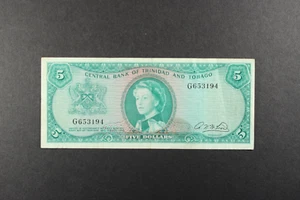 5 CENTRAL BANK OF TRINIDAD AND TOBAGO 5
G653194
G653194
5 FIVE DOLLARS 5